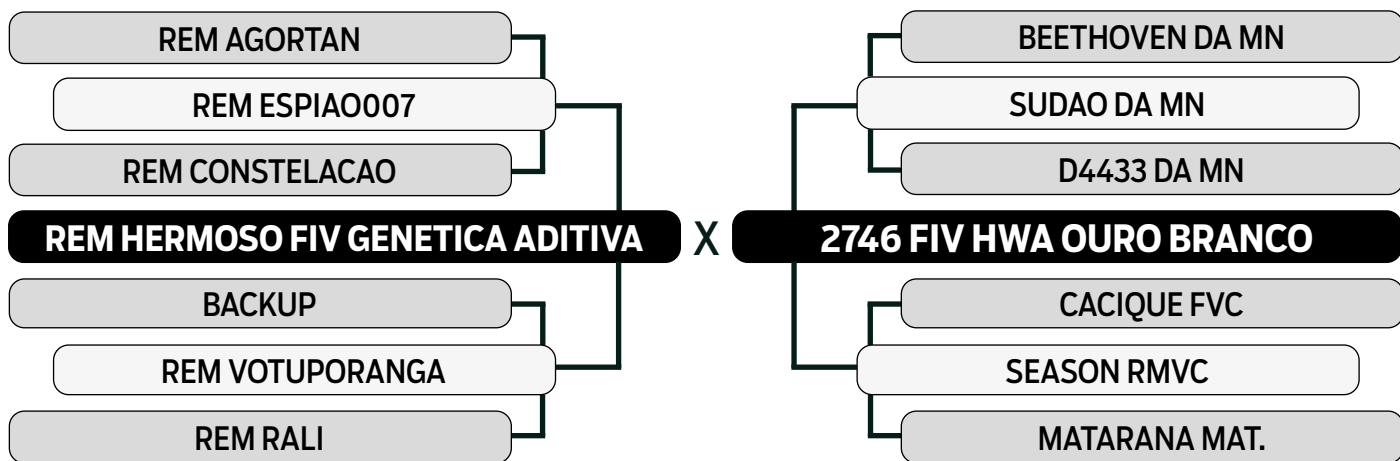 REM AGORTAN
REM ESPIAO007
REM CONSTELACAO
REM HERMOSO FIV GENETICA ADITIVA
BACKUP
REM VOTUPORANGA
REM RALI
X
BEETHOVEN DA MN
SUDAO DA MN
D4433 DA MN
2746 FIV HWA OURO BRANCO
CACIQUE FVC
SEASON RMVC
MATARANA MAT.